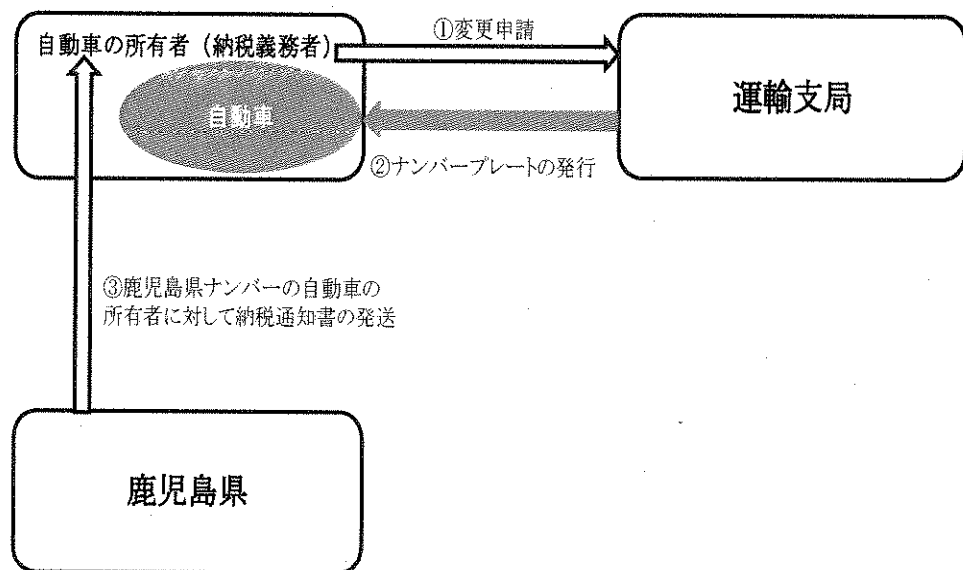 ①変更申請
自動車の所有者（納税義務者）
自動車
運輸支局
②ナンバープレートの発行
③鹿児島県ナンバーの自動車の
所有者に対して納税通知書の発送
鹿児島県